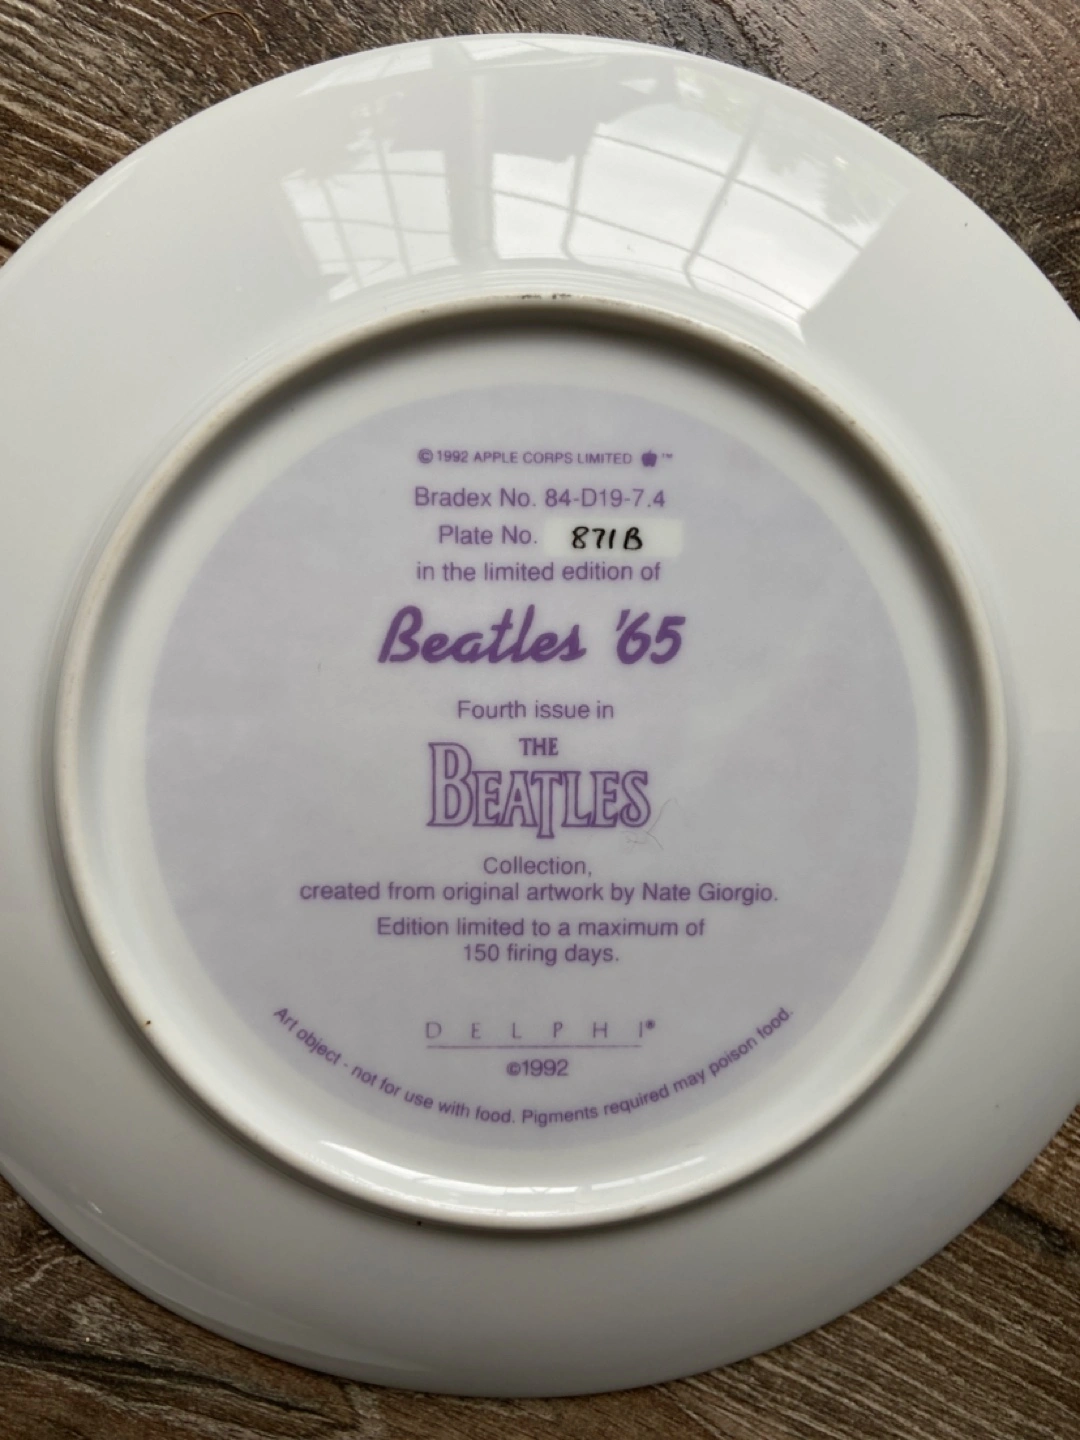 ©1992 APPLE CORPS LIMITED ™
Bradex No. 84-D19-7.4
Plate No. 871B
in the limited edition of
Beatles '65
Fourth issue in
THE
BEATLES
Collection,
created from original artwork by Nate Giorgio.
Edition limited to a maximum of
150 firing days.
DELPHI®
©1992
Art object - not for use with food. Pigments required may poison food.